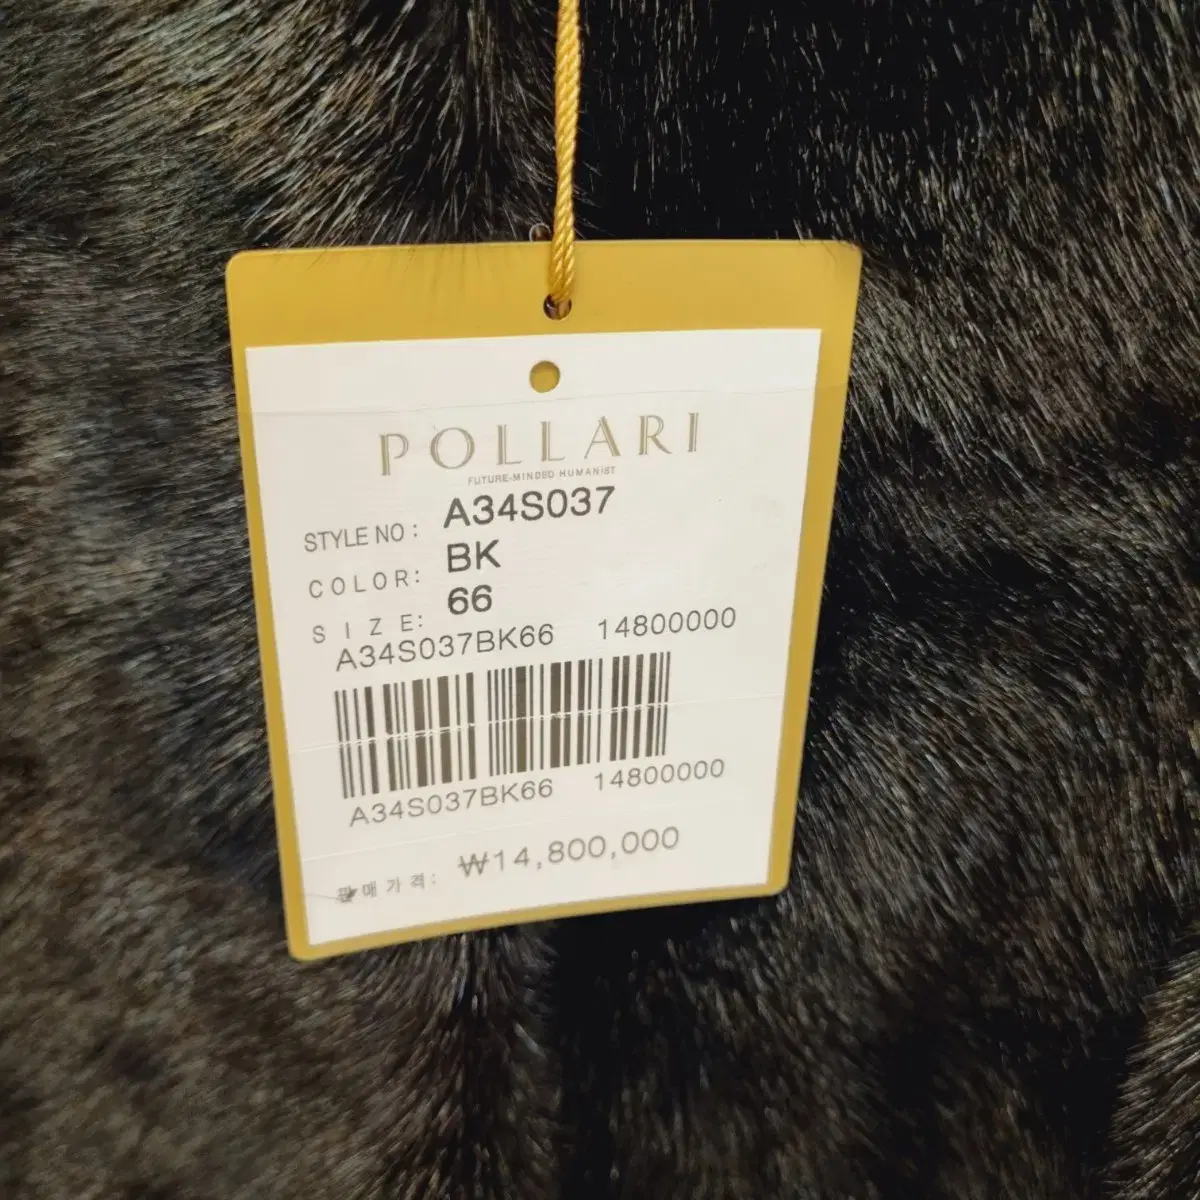 POLLARI
FUTURE-MINDED HUMANIST
STYLE NO : A34S037
COLOR: BK
SIZE: 66
A34S037BK66 14800000
A34S037BK66 14800000
판매가격: ₩14,800,000